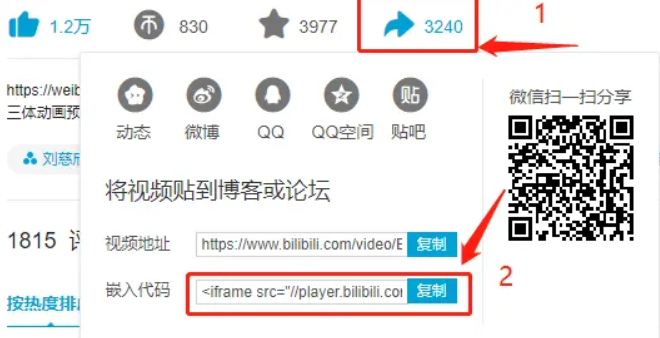 1.2万 830 3977 3240 1
https://weib
三体动画预
刘慈欣
动态 微博 QQ QQ空间 贴吧
微信扫一扫分享
将视频贴到博客或论坛
视频地址 https://www.bilibili.com/video/B 复制
1815 评
嵌入代码 <iframe src="//player.bilibili.com 复制 2
按热度排序